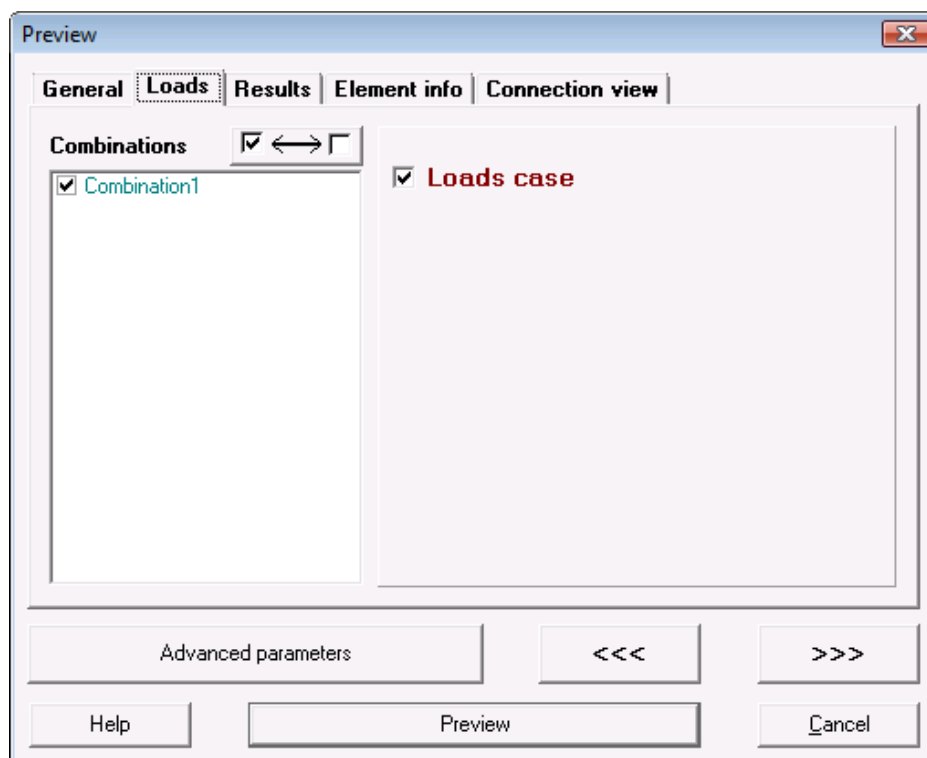 Preview
General Loads Results Element info Connection view
Combinations
Combination1
Loads case
Advanced parameters <<< >>>
Help Preview Cancel